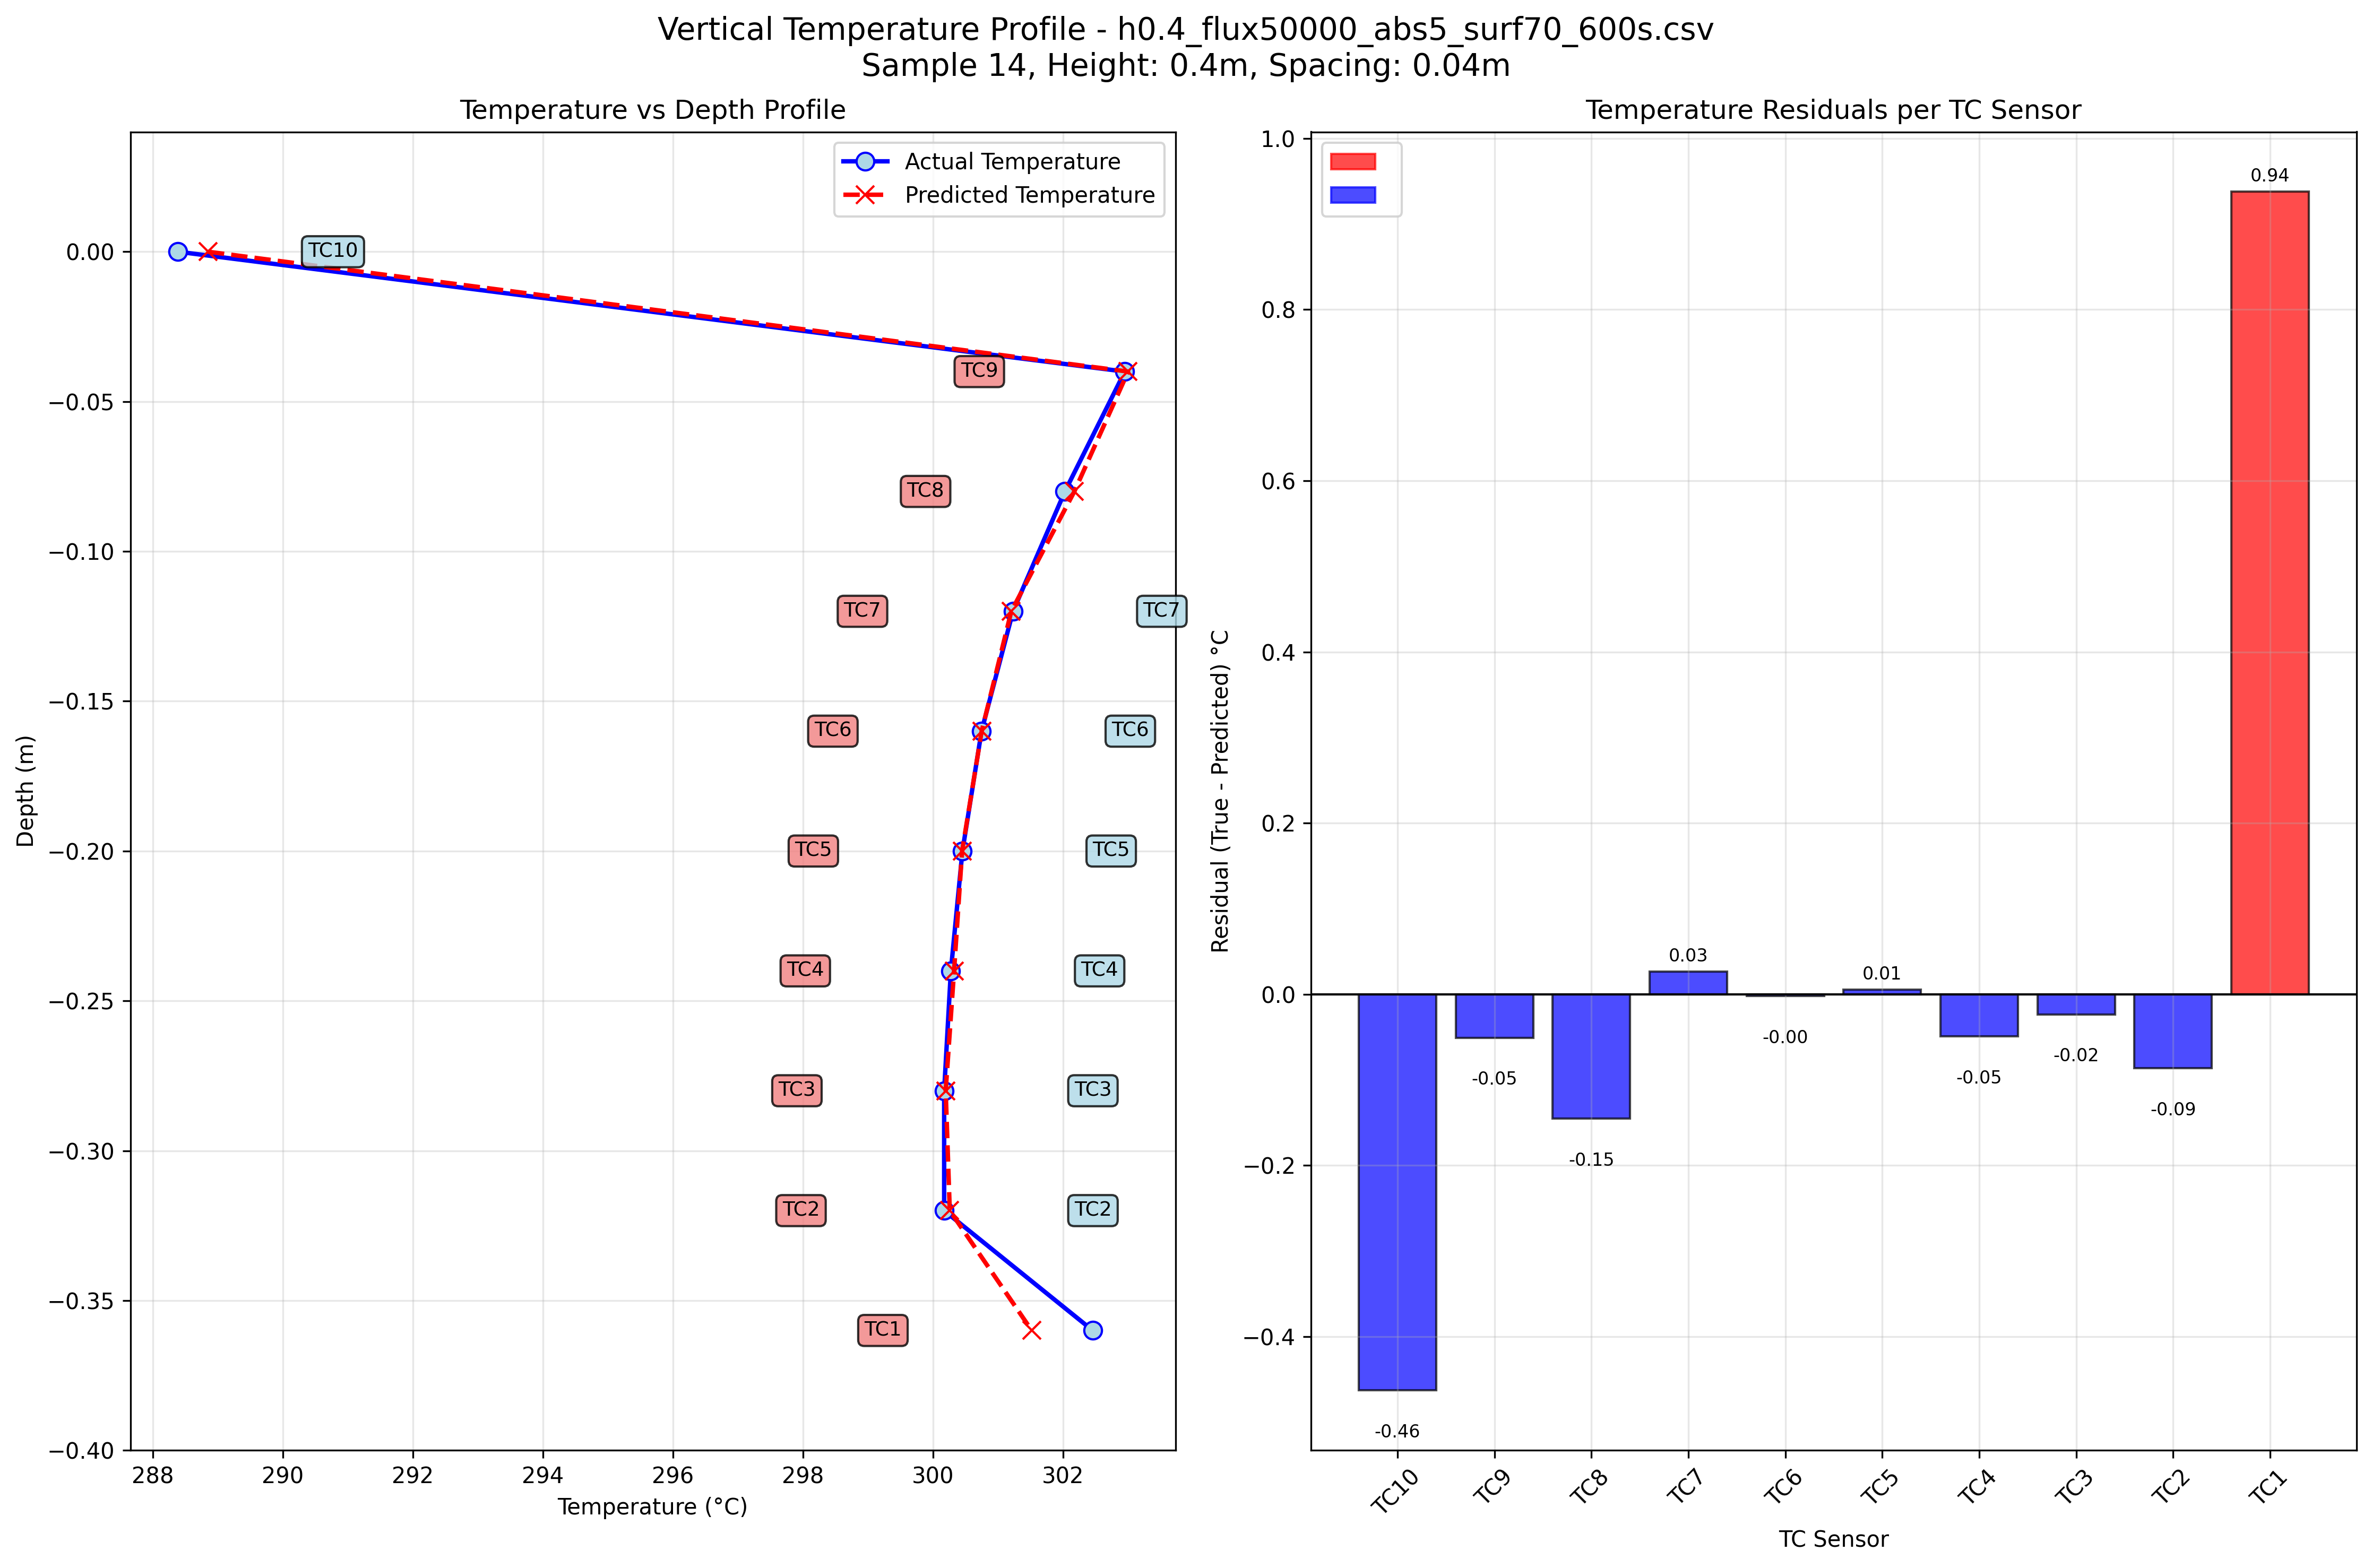 Vertical Temperature Profile - h0.4_flux50000_abs5_surf70_600s.csv
Sample 14, Height: 0.4m, Spacing: 0.04m
Temperature vs Depth Profile
Actual Temperature
Predicted Temperature
TC10
TC9
TC8
TC7
TC7
TC6
TC6
TC5
TC5
TC4
TC4
TC3
TC3
TC2
TC2
TC1
0.00
−0.05
−0.10
−0.15
−0.20
−0.25
−0.30
−0.35
−0.40
Depth (m)
288
290
292
294
296
298
300
302
Temperature (°C)
Temperature Residuals per TC Sensor
1.0
0.8
0.6
0.4
0.2
0.0
−0.2
−0.4
Residual (True - Predicted) °C
-0.46
-0.05
-0.15
0.03
-0.00
0.01
-0.05
-0.02
-0.09
0.94
TC10
TC9
TC8
TC7
TC6
TC5
TC4
TC3
TC2
TC1
TC Sensor